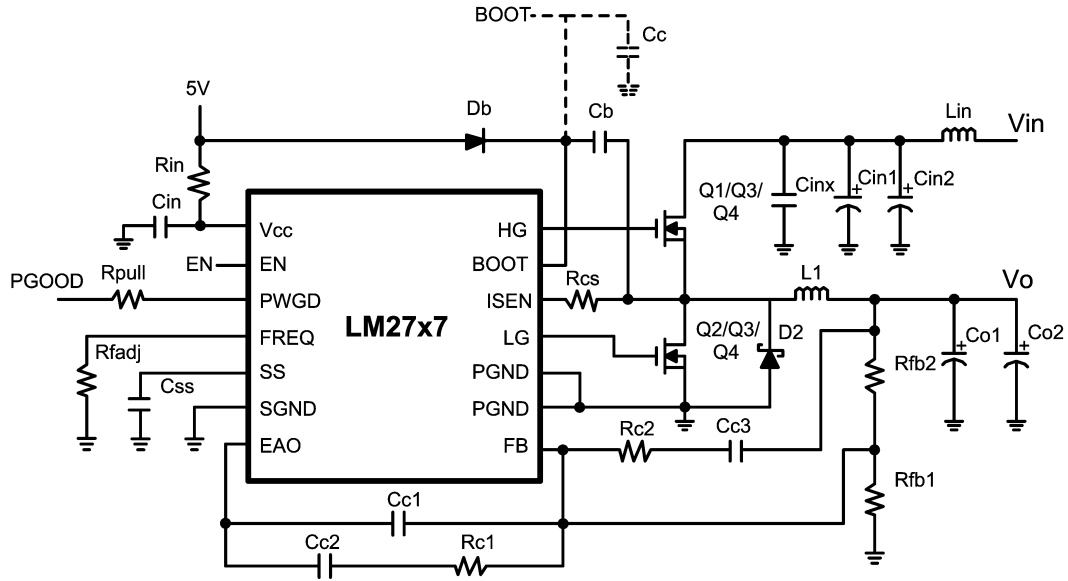 BOOT
Cc
5V
Db
Cb
Lin
Vin
Rin
Cin
Q1/Q3/
Q4
Cinx
Cin1
Cin2
Vcc
HG
EN
EN
BOOT
PGOOD
Rpull
PWGD
ISEN
Rcs
L1
Vo
LM27x7
FREQ
LG
Q2/Q3/
Q4
D2
Rfadj
Co1
Co2
Css
SS
PGND
Rfb2
SGND
PGND
EAO
FB
Rc2
Cc3
Rfb1
Cc1
Cc2
Rc1